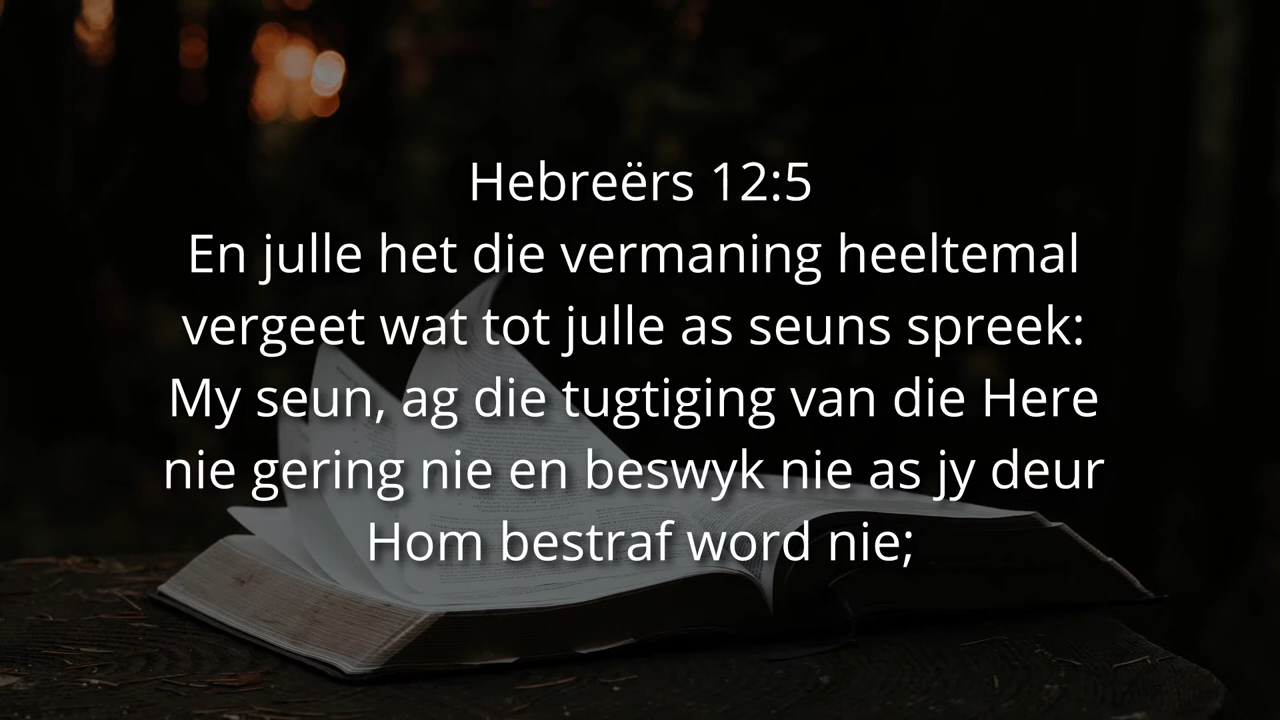 Hebreërs 12:5
En julle het die vermaning heeltemal
vergeet wat tot julle as seuns spreek:
My seun, ag die tugtiging van die Here
nie gering nie en beswyk nie as jy deur
Hom bestraf word nie;